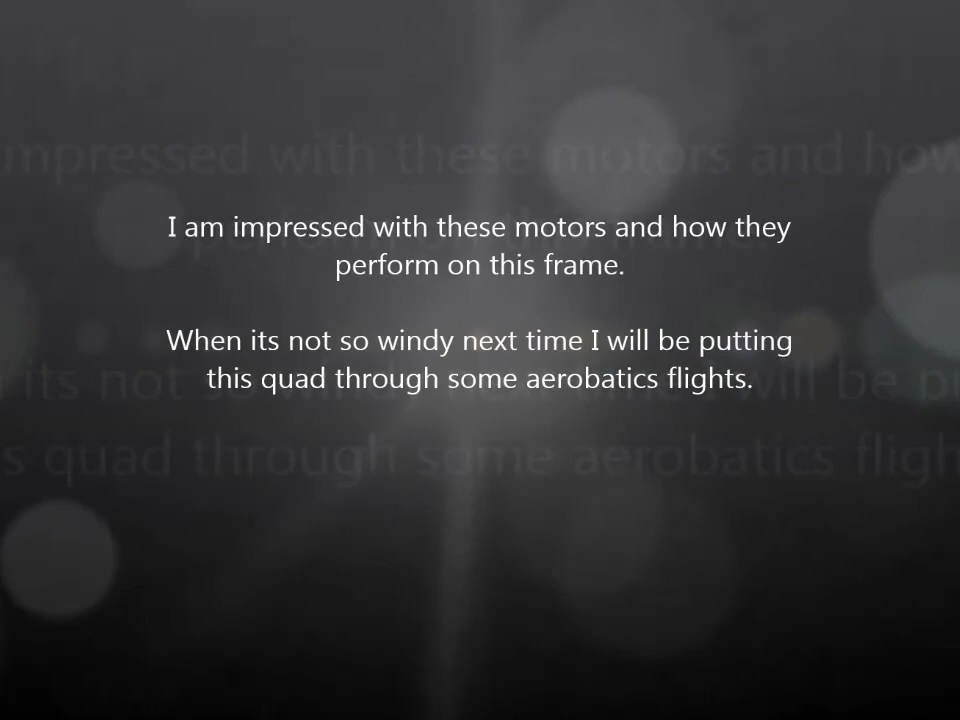 I am impressed with these motors and how they
perform on this frame.
When its not so windy next time I will be putting
this quad through some aerobatics flights.